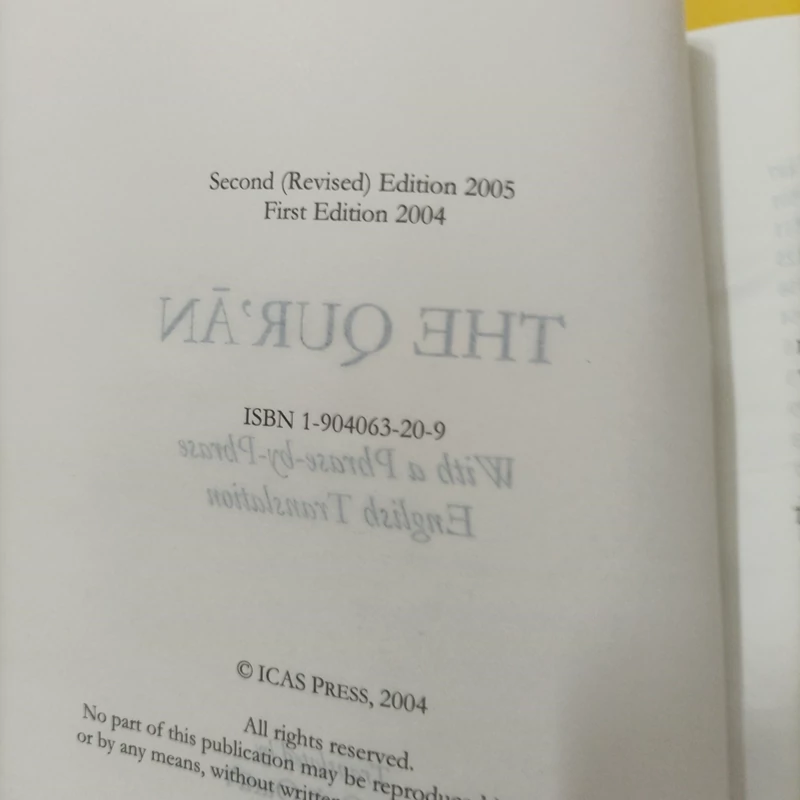 Second (Revised) Edition 2005
First Edition 2004
THE QUR'ĀN
ISBN 1-904063-20-9
With a Phrase-by-Phrase
English Translation
© ICAS PRESS, 2004
All rights reserved.
No part of this publication may be reproduced
or by any means, without written